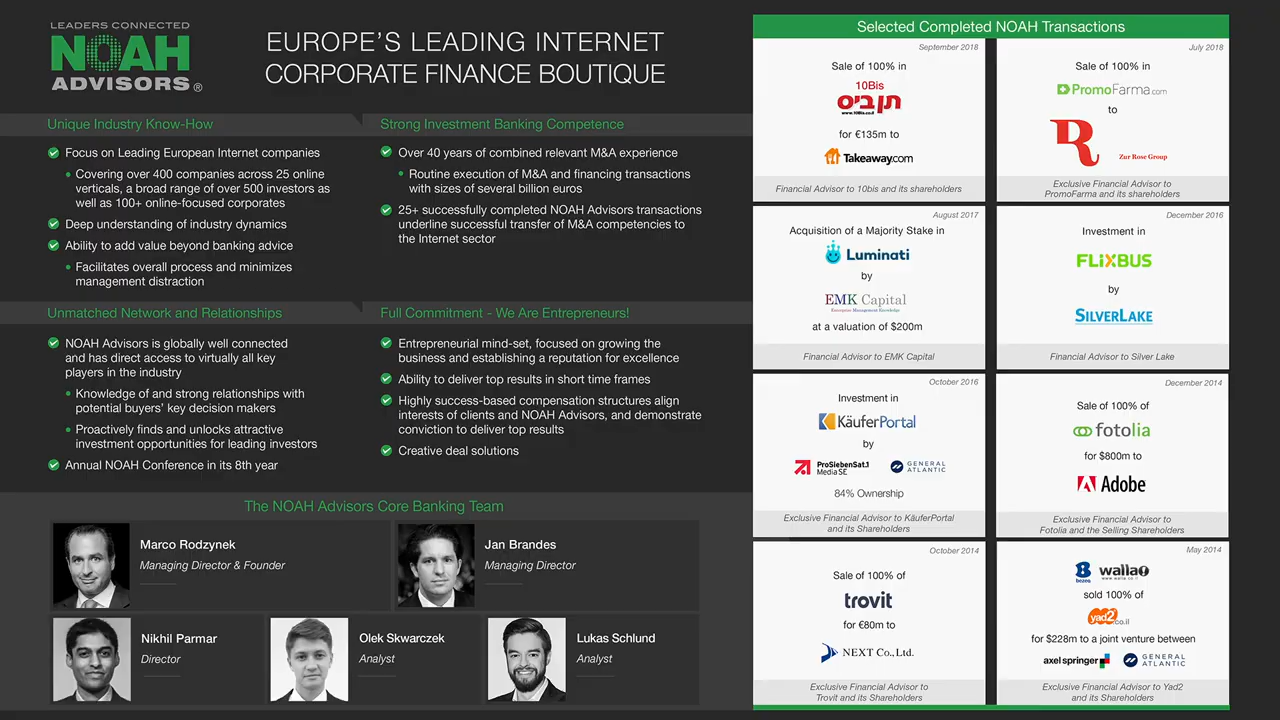 LEADERS CONNECTED
NOAH
ADVISORS ®
EUROPE'S LEADING INTERNET
CORPORATE FINANCE BOUTIQUE
Unique Industry Know-How
Focus on Leading European Internet companies
• Covering over 400 companies across 25 online
verticals, a broad range of over 500 investors as
well as 100+ online-focused corporates
Deep understanding of industry dynamics
Ability to add value beyond banking advice
• Facilitates overall process and minimizes
management distraction
Strong Investment Banking Competence
Over 40 years of combined relevant M&A experience
• Routine execution of M&A and financing transactions
with sizes of several billion euros
25+ successfully completed NOAH Advisors transactions
underline successful transfer of M&A competencies to
the Internet sector
Unmatched Network and Relationships
NOAH Advisors is globally well connected
and has direct access to virtually all key
players in the industry
• Knowledge of and strong relationships with
potential buyers' key decision makers
• Proactively finds and unlocks attractive
investment opportunities for leading investors
Annual NOAH Conference in its 8th year
Full Commitment - We Are Entrepreneurs!
Entrepreneurial mind-set, focused on growing the
business and establishing a reputation for excellence
Ability to deliver top results in short time frames
Highly success-based compensation structures align
interests of clients and NOAH Advisors, and demonstrate
conviction to deliver top results
Creative deal solutions
The NOAH Advisors Core Banking Team
Marco Rodzynek
Managing Director & Founder
Jan Brandes
Managing Director
Nikhil Parmar
Director
Olek Skwarczek
Analyst
Lukas Schlund
Analyst
Selected Completed NOAH Transactions
September 2018
Sale of 100% in
10Bis
תן ביס
www.10Bis.co.il
for €135m to
Takeaway.com
Financial Advisor to 10bis and its shareholders
July 2018
Sale of 100% in
PromoFarma.com
to
R
Zur Rose Group
Exclusive Financial Advisor to
PromoFarma and its shareholders
August 2017
Acquisition of a Majority Stake in
Luminati
by
EMK Capital
Enterprise Management Knowledge
at a valuation of $200m
Financial Advisor to EMK Capital
December 2016
Investment in
FLiXBUS
by
SILVERLAKE
Financial Advisor to Silver Lake
October 2016
Investment in
KäuferPortal
by
ProSiebenSat.1
Media SE
GENERAL
ATLANTIC
84% Ownership
Exclusive Financial Advisor to KäuferPortal
and its Shareholders
December 2014
Sale of 100% of
fotolia
for $800m to
Adobe
Exclusive Financial Advisor to
Fotolia and the Selling Shareholders
October 2014
Sale of 100% of
trovit
for €80m to
NEXT Co.,Ltd.
Exclusive Financial Advisor to
Trovit and its Shareholders
May 2014
B
Bezeq
walla!
www.walla.co.il
sold 100% of
yad2.co.il
for $228m to a joint venture between
axel springer
GENERAL
ATLANTIC
Exclusive Financial Advisor to Yad2
and its Shareholders